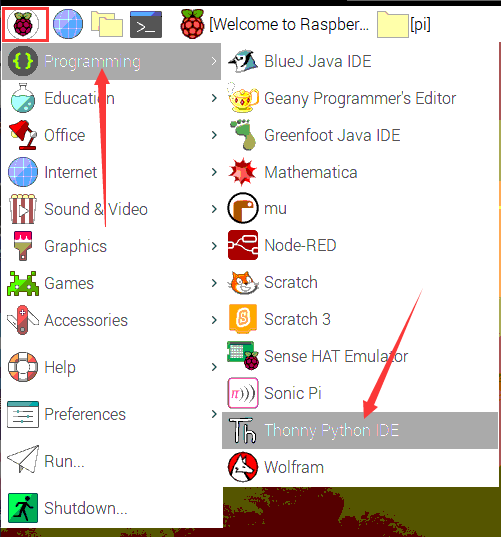 [Welcome to Raspber... [pi]
Programming
Education
Office
Internet
Sound & Video
Graphics
Games
Accessories
Help
Preferences
Run...
Shutdown...
BlueJ Java IDE
Geany Programmer's Editor
Greenfoot Java IDE
Mathematica
mu
Node-RED
Scratch
Scratch 3
Sense HAT Emulator
Sonic Pi
Thonny Python IDE
Wolfram